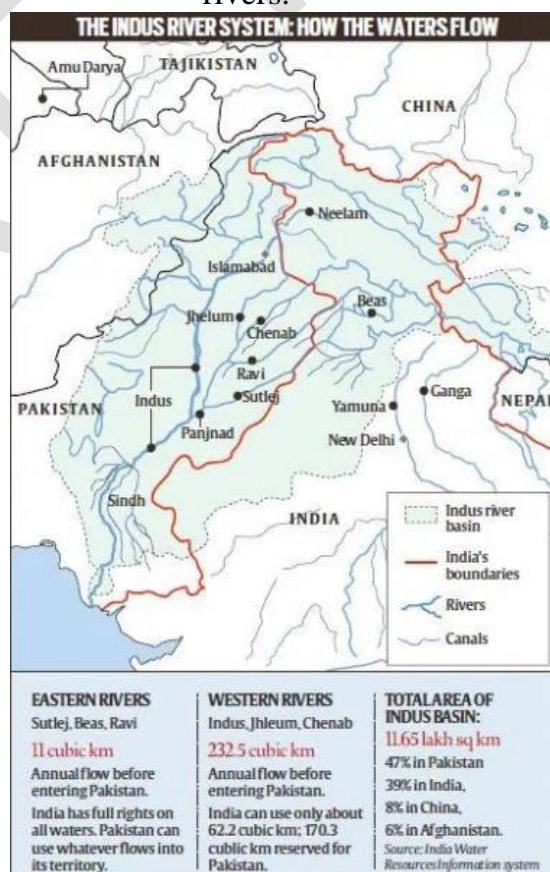 rivers.
THE INDUS RIVER SYSTEM: HOW THE WATERS FLOW
Amu Darya
TAJIKISTAN
CHINA
AFGHANISTAN
Neelam
Islamabad
Beas
Jhelum
Chenab
Ravi
Indus
Sutlej
Ganga
PAKISTAN
Yamuna
NEPAL
Panjnad
New Delhi
Sindh
INDIA
Indus river
basin
India's
boundaries
Rivers
Canals
EASTERN RIVERS
Sutlej, Beas, Ravi
11 cubic km
Annual flow before
entering Pakistan.
India has full rights on
all waters. Pakistan can
use whatever flows into
its territory.
WESTERN RIVERS
Indus, Jhleum, Chenab
232.5 cubic km
Annual flow before
entering Pakistan.
India can use only about
62.2 cubic km; 170.3
cublic km reserved for
Pakistan.
TOTAL AREA OF
INDUS BASIN:
11.65 lakh sq km
47% in Pakistan
39% in India,
8% in China,
6% in Afghanistan.
Source: India Water
Resources Information system